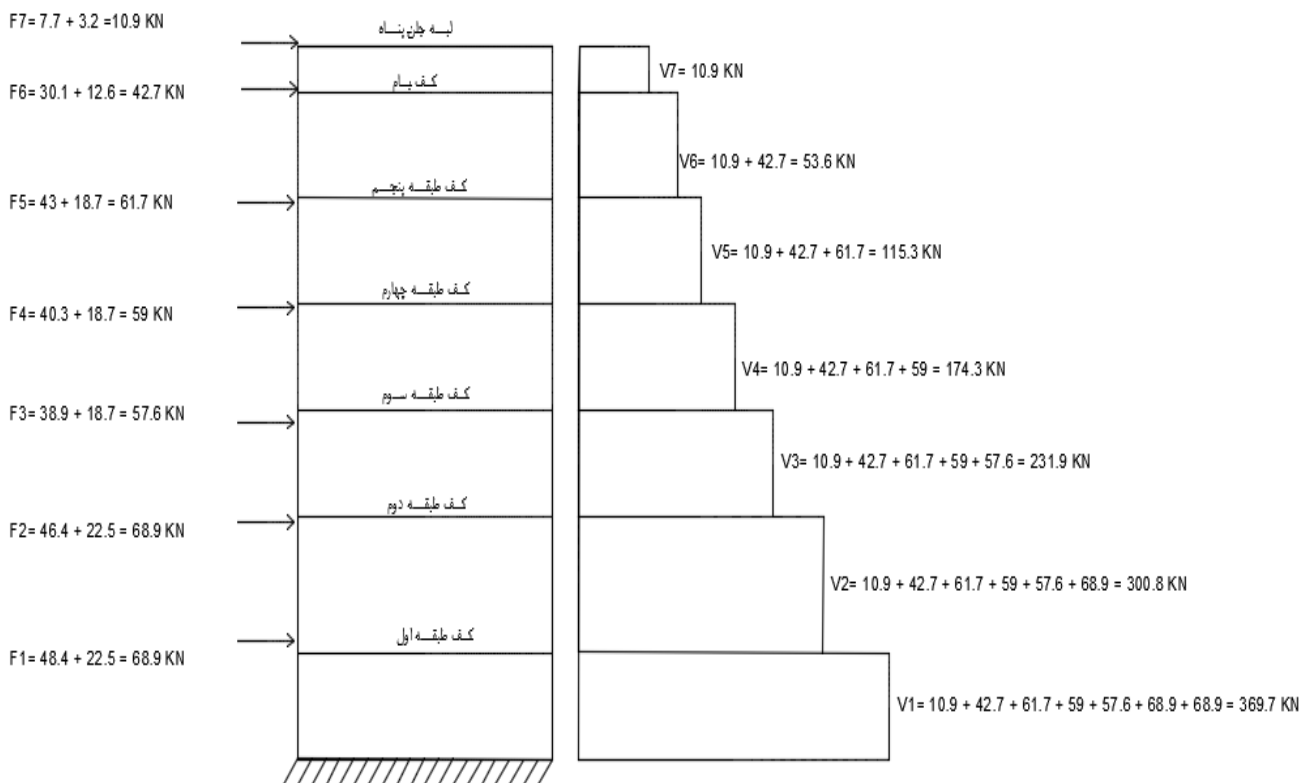 F7= 7.7 + 3.2 =10.9 KN
لبه جان پناه
V7= 10.9 KN
F6= 30.1 + 12.6 = 42.7 KN
کف بام
V6= 10.9 + 42.7 = 53.6 KN
F5= 43 + 18.7 = 61.7 KN
کف طبقه پنجم
V5= 10.9 + 42.7 + 61.7 = 115.3 KN
F4= 40.3 + 18.7 = 59 KN
کف طبقه چهارم
V4= 10.9 + 42.7 + 61.7 + 59 = 174.3 KN
F3= 38.9 + 18.7 = 57.6 KN
کف طبقه سوم
V3= 10.9 + 42.7 + 61.7 + 59 + 57.6 = 231.9 KN
F2= 46.4 + 22.5 = 68.9 KN
کف طبقه دوم
V2= 10.9 + 42.7 + 61.7 + 59 + 57.6 + 68.9 = 300.8 KN
F1= 48.4 + 22.5 = 68.9 KN
کف طبقه اول
V1= 10.9 + 42.7 + 61.7 + 59 + 57.6 + 68.9 + 68.9 = 369.7 KN